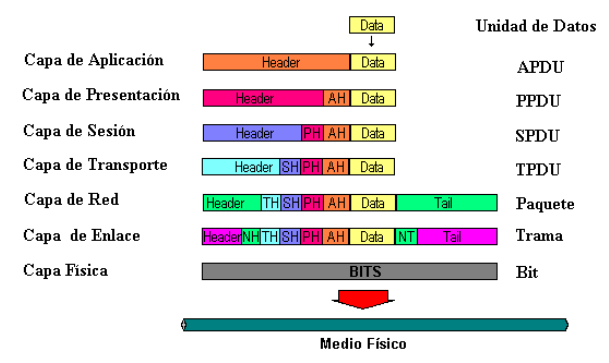 Data Unidad de Datos
Capa de Aplicación Header Data APDU
Capa de Presentación Header AH Data PPDU
Capa de Sesión Header PH AH Data SPDU
Capa de Transporte Header SH PH AH Data TPDU
Capa de Red Header TH SH PH AH Data Tail Paquete
Capa de Enlace Header NH TH SH PH AH Data NT Tail Trama
Capa Física BITS Bit
Medio Físico